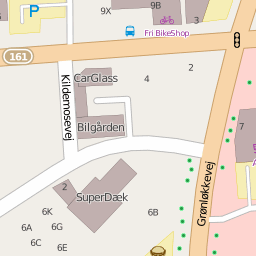 P
9X
9B
Fri BikeShop
161
CarGlass
4
2
Kildemosevej
Bilgården
7
2
SuperDæk
6K
6G
6B
6A
6C
6E
Grønløkkevej